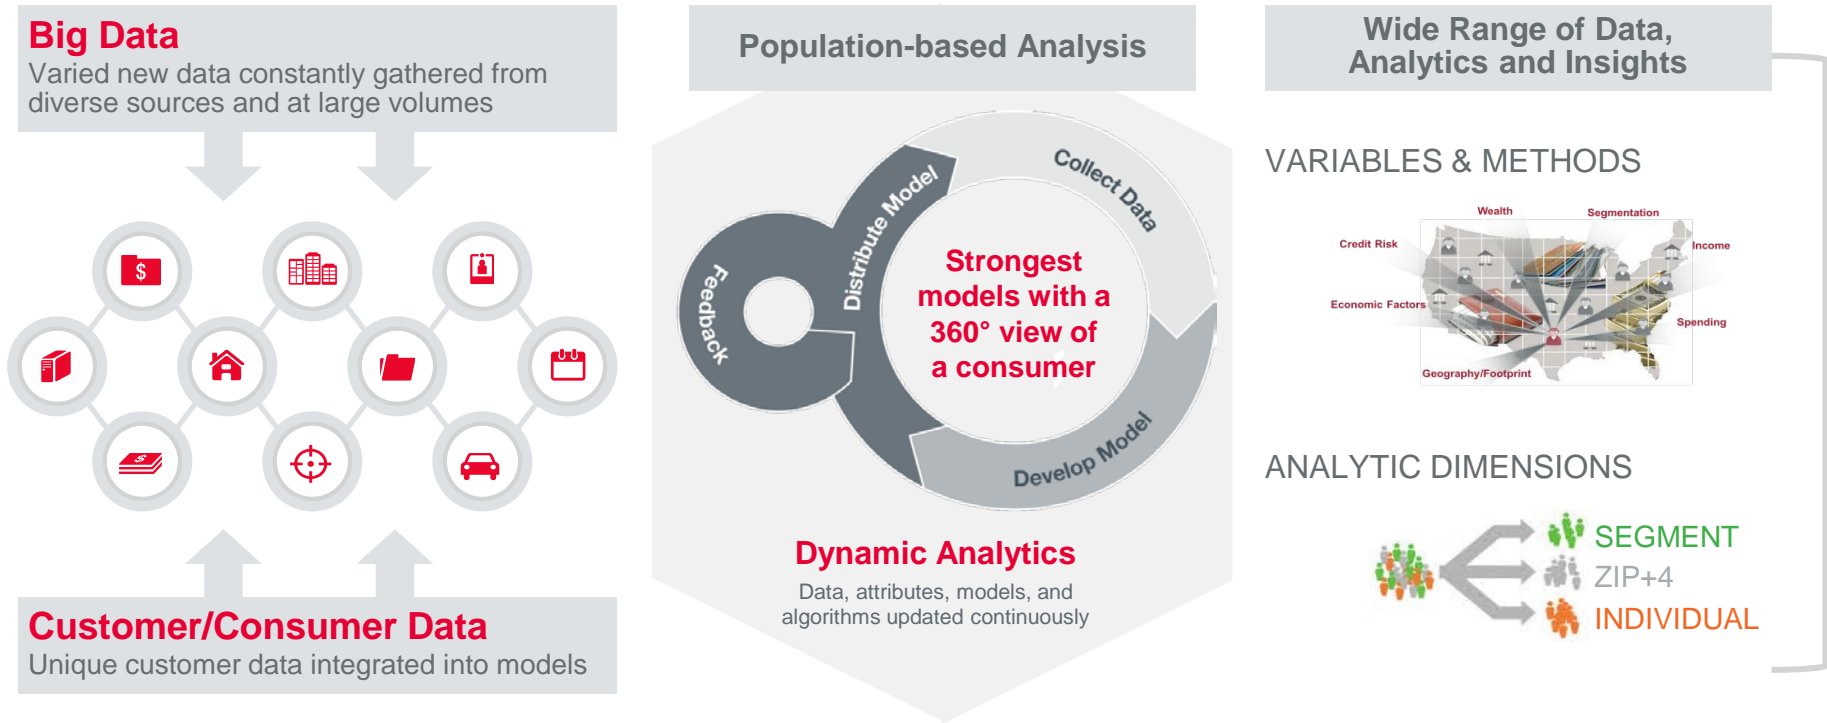 Big Data
Varied new data constantly gathered from
diverse sources and at large volumes
$
$
Customer/Consumer Data
Unique customer data integrated into models
Population-based Analysis
Collect Data
Distribute Model
Feedback
Develop Model
Strongest
models with a
360° view of
a consumer
Dynamic Analytics
Data, attributes, models, and
algorithms updated continuously
Wide Range of Data,
Analytics and Insights
VARIABLES & METHODS
Wealth
Segmentation
Credit Risk
Income
Economic Factors
Spending
Geography/Footprint
ANALYTIC DIMENSIONS
SEGMENT
ZIP+4
INDIVIDUAL